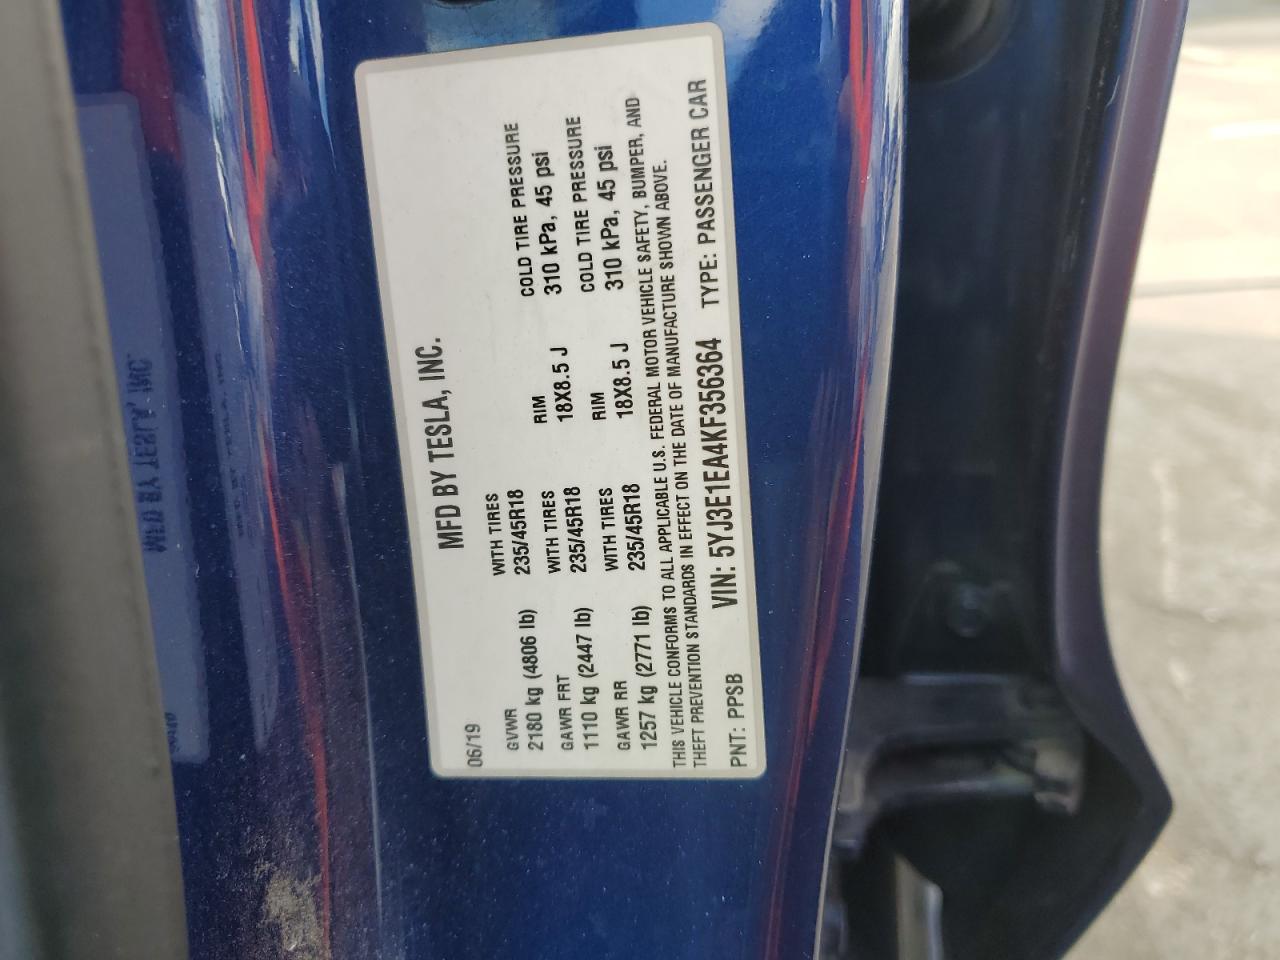 MFD BY TESLA, INC.
06/19
GVWR WITH TIRES RIM COLD TIRE PRESSURE
2180 kg (4806 lb) 235/45R18 18X8.5 J 310 kPa, 45 psi
GAWR FRT WITH TIRES RIM COLD TIRE PRESSURE
1110 kg (2447 lb) 235/45R18 18X8.5 J 310 kPa, 45 psi
GAWR RR WITH TIRES
1257 kg (2771 lb) 235/45R18
THIS VEHICLE CONFORMS TO ALL APPLICABLE U.S. FEDERAL MOTOR VEHICLE SAFETY, BUMPER, AND
THEFT PREVENTION STANDARDS IN EFFECT ON THE DATE OF MANUFACTURE SHOWN ABOVE.
PNT: PPSB VIN: 5YJ3E1EA4KF356364 TYPE: PASSENGER CAR